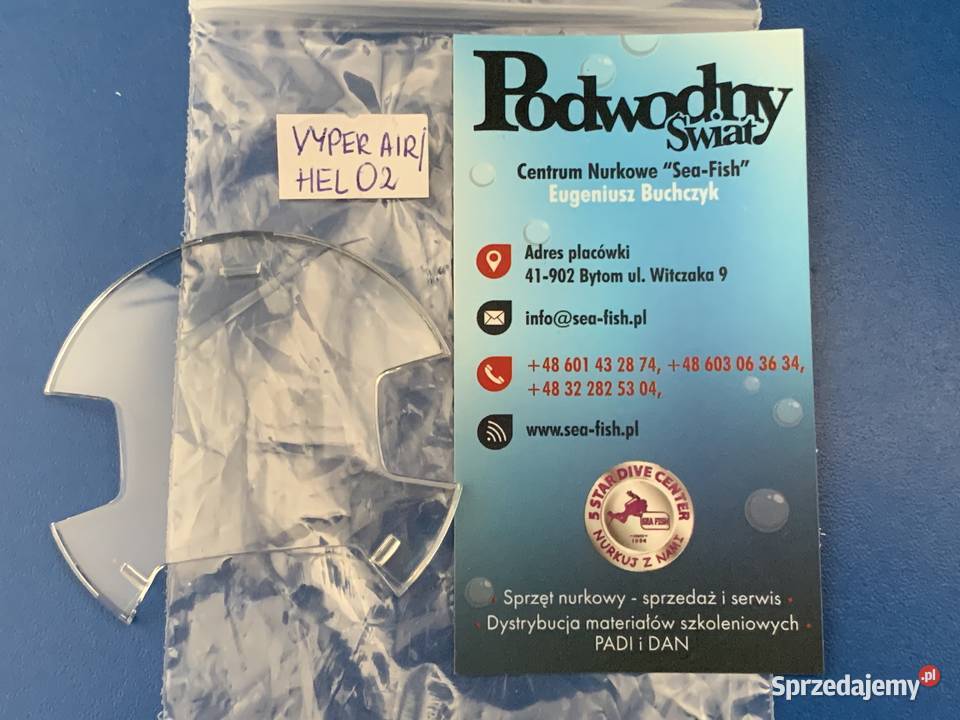 VYPER AIR/
HELO2
Podwodny
Świat
Centrum Nurkowe "Sea-Fish"
Eugeniusz Buchczyk
Adres placówki
41-902 Bytom ul. Witczaka 9
info@sea-fish.pl
+48 601 43 28 74, +48 603 06 36 34,
+48 32 282 53 04,
www.sea-fish.pl
5 STAR DIVE CENTER
SEA FISH
NURKUJ Z NAMI
• Sprzęt nurkowy - sprzedaż i serwis •
• Dystrybucja materiałów szkoleniowych •
PADI i DAN
Sprzedajemy.pl